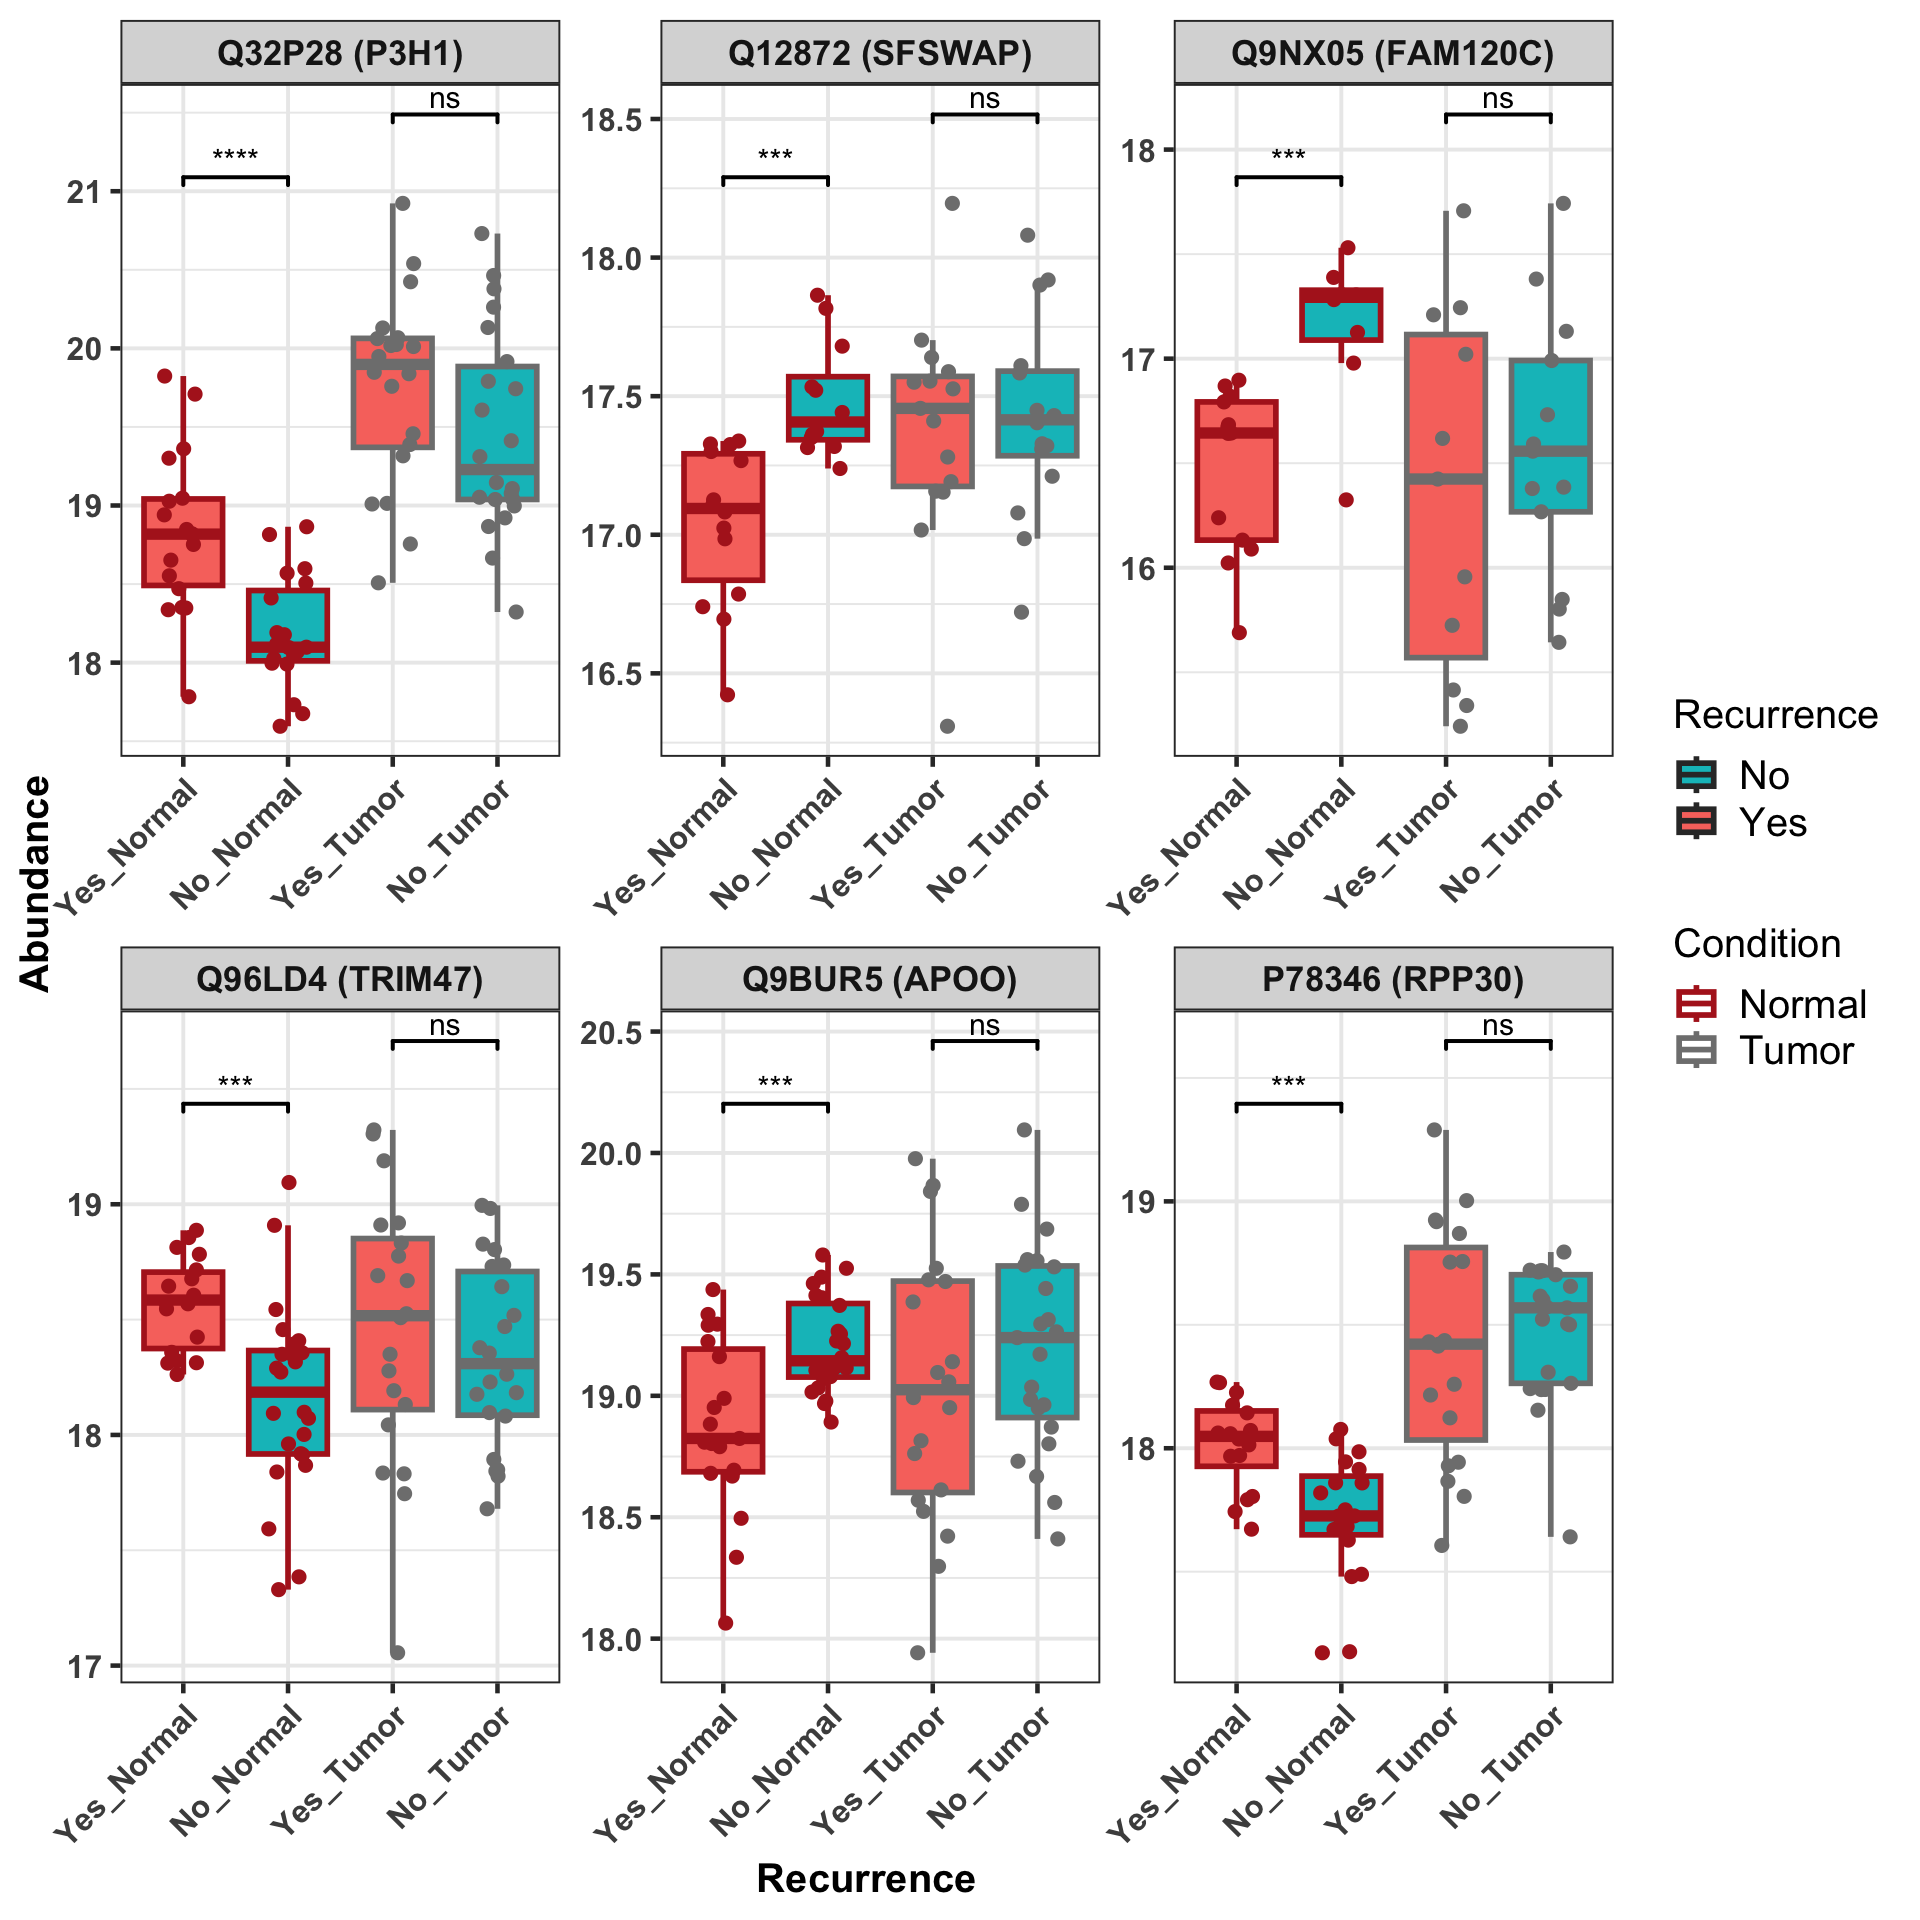 Q32P28 (P3H1)
ns
****
21
20
19
18
Yes_Normal
No_Normal
Yes_Tumor
No_Tumor
Q12872 (SFSWAP)
ns
***
18.5
18.0
17.5
17.0
16.5
Yes_Normal
No_Normal
Yes_Tumor
No_Tumor
Q9NX05 (FAM120C)
ns
***
18
17
16
Yes_Normal
No_Normal
Yes_Tumor
No_Tumor
Abundance
Q96LD4 (TRIM47)
ns
***
19
18
17
Yes_Normal
No_Normal
Yes_Tumor
No_Tumor
Q9BUR5 (APOO)
ns
***
20.5
20.0
19.5
19.0
18.5
18.0
Yes_Normal
No_Normal
Yes_Tumor
No_Tumor
P78346 (RPP30)
ns
***
19
18
Yes_Normal
No_Normal
Yes_Tumor
No_Tumor
Recurrence
Recurrence
No
Yes
Condition
Normal
Tumor